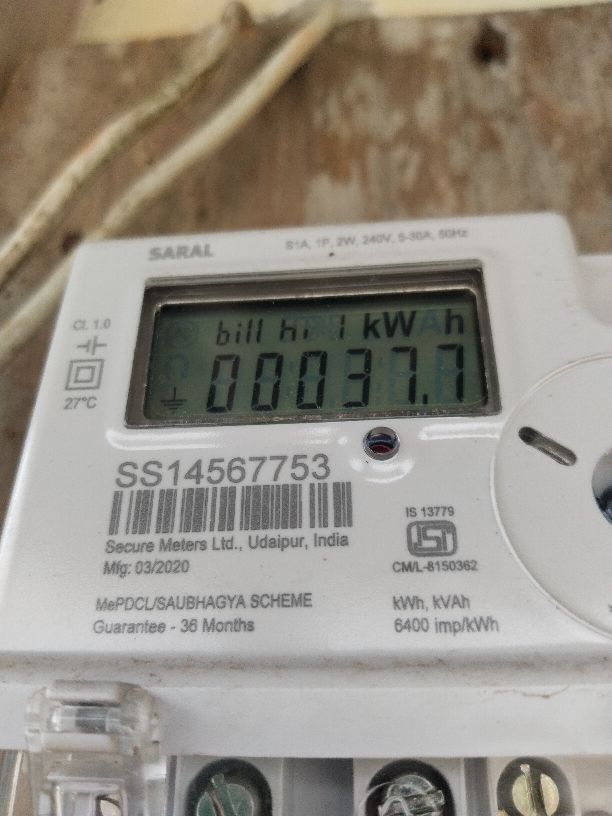 SARAL
S1A, 1P, 2W, 240V, 5-30A, 50Hz
Cl. 1.0
27°C
bill hi 1 kWh
00037.7
SS14567753
Secure Meters Ltd., Udaipur, India
Mfg: 03/2020
IS 13779
CM/L-8150362
MePDCL/SAUBHAGYA SCHEME
Guarantee - 36 Months
kWh, kVAh
6400 imp/kWh